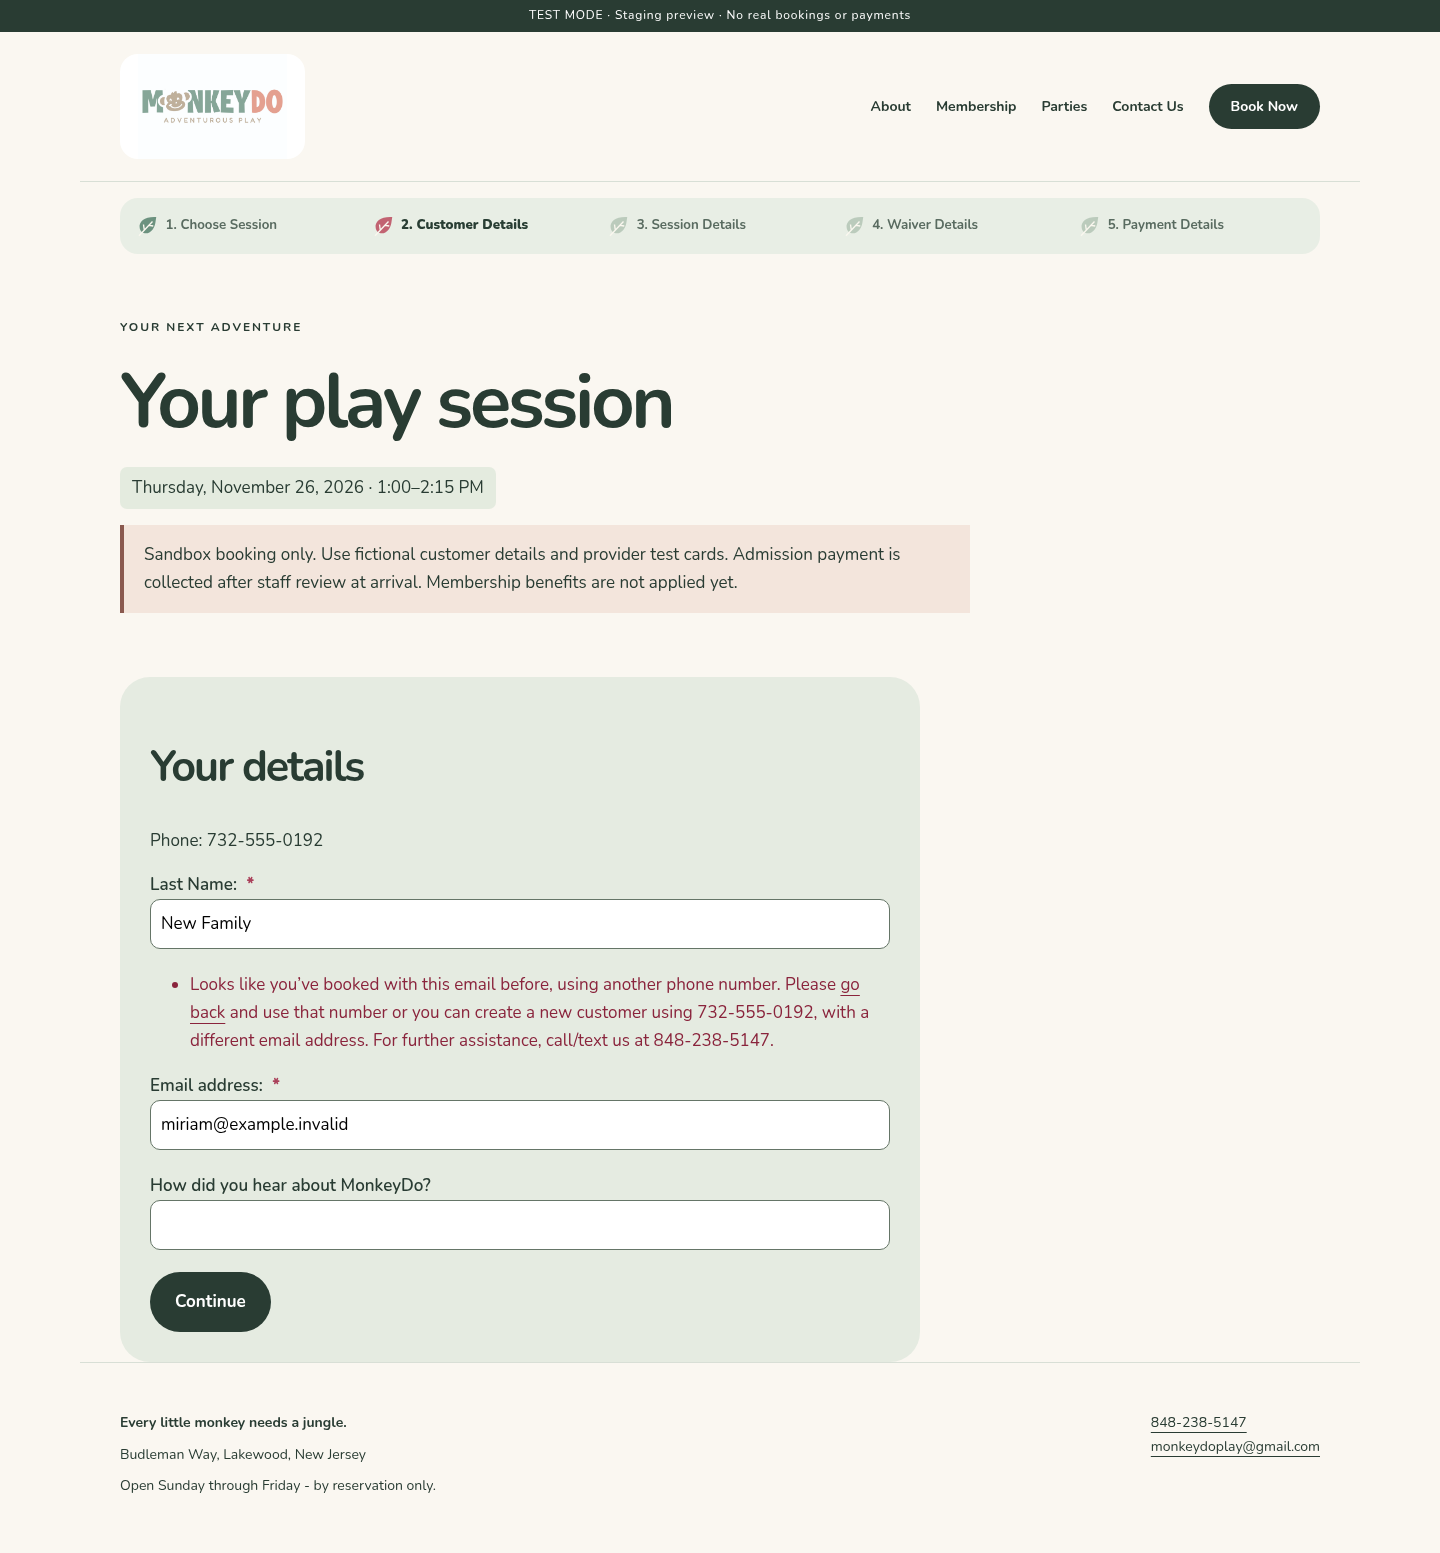 TEST MODE · Staging preview · No real bookings or payments
MONKEYDO
ADVENTUROUS PLAY
About
Membership
Parties
Contact Us
Book Now
1. Choose Session
2. Customer Details
3. Session Details
4. Waiver Details
5. Payment Details
YOUR NEXT ADVENTURE
Your play session
Thursday, November 26, 2026 · 1:00–2:15 PM
Sandbox booking only. Use fictional customer details and provider test cards. Admission payment is
collected after staff review at arrival. Membership benefits are not applied yet.
Your details
Phone: 732-555-0192
Last Name: *
New Family
• Looks like you’ve booked with this email before, using another phone number. Please go
back and use that number or you can create a new customer using 732-555-0192, with a
different email address. For further assistance, call/text us at 848-238-5147.
Email address: *
miriam@example.invalid
How did you hear about MonkeyDo?
Continue
Every little monkey needs a jungle.
Budleman Way, Lakewood, New Jersey
Open Sunday through Friday - by reservation only.
848-238-5147
monkeydoplay@gmail.com